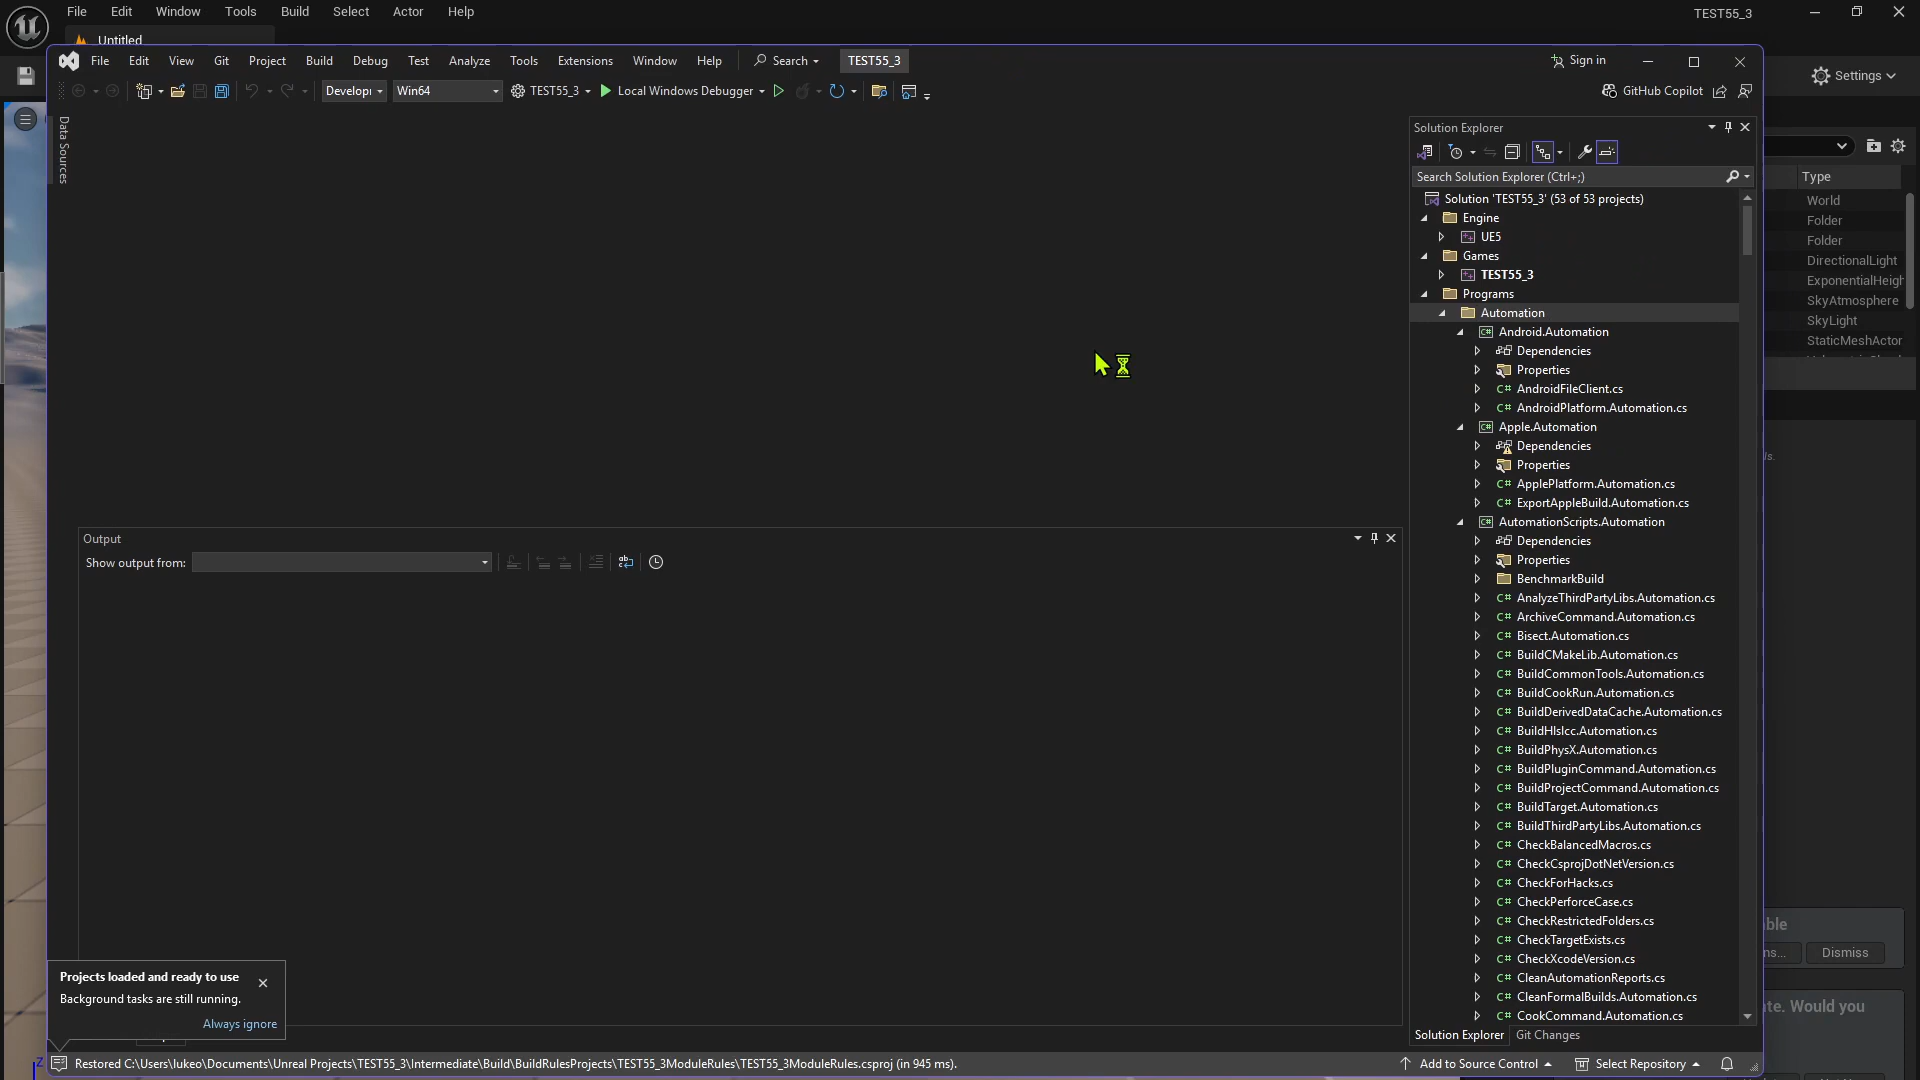 File Edit Window Tools Build Select Actor Help
TEST55_3
Untitled
File Edit View Git Project Build Debug Test Analyze Tools Extensions Window Help Search TEST55_3 Sign in
Develop Win64 TEST55_3 Local Windows Debugger GitHub Copilot
Settings
Data Sources
Solution Explorer
Search Solution Explorer (Ctrl+;)
Solution 'TEST55_3' (53 of 53 projects)
Engine
UE5
Games
TEST55_3
Programs
Automation
Android.Automation
Dependencies
Properties
AndroidFileClient.cs
AndroidPlatform.Automation.cs
Apple.Automation
Dependencies
Properties
ApplePlatform.Automation.cs
ExportAppleBuild.Automation.cs
AutomationScripts.Automation
Dependencies
Properties
BenchmarkBuild
AnalyzeThirdPartyLibs.Automation.cs
ArchiveCommand.Automation.cs
Bisect.Automation.cs
BuildCMakeLib.Automation.cs
BuildCommonTools.Automation.cs
BuildCookRun.Automation.cs
BuildDerivedDataCache.Automation.cs
BuildHlslcc.Automation.cs
BuildPhysX.Automation.cs
BuildPluginCommand.Automation.cs
BuildProjectCommand.Automation.cs
BuildTarget.Automation.cs
BuildThirdPartyLibs.Automation.cs
CheckBalancedMacros.cs
CheckCsprojDotNetVersion.cs
CheckForHacks.cs
CheckPerforceCase.cs
CheckRestrictedFolders.cs
CheckTargetExists.cs
CheckXcodeVersion.cs
CleanAutomationReports.cs
CleanFormalBuilds.Automation.cs
CookCommand.Automation.cs
Solution Explorer Git Changes
Type
World
Folder
Folder
DirectionalLight
ExponentialHeigh
SkyAtmosphere
SkyLight
StaticMeshActor
ls.
ble
ns... Dismiss
ate. Would you
Output
Show output from:
Projects loaded and ready to use
Background tasks are still running.
Always ignore
Restored C:\Users\lukeo\Documents\Unreal Projects\TEST55_3\Intermediate\Build\BuildRulesProjects\TEST55_3ModuleRules\TEST55_3ModuleRules.csproj (in 945 ms).
Add to Source Control Select Repository
Z